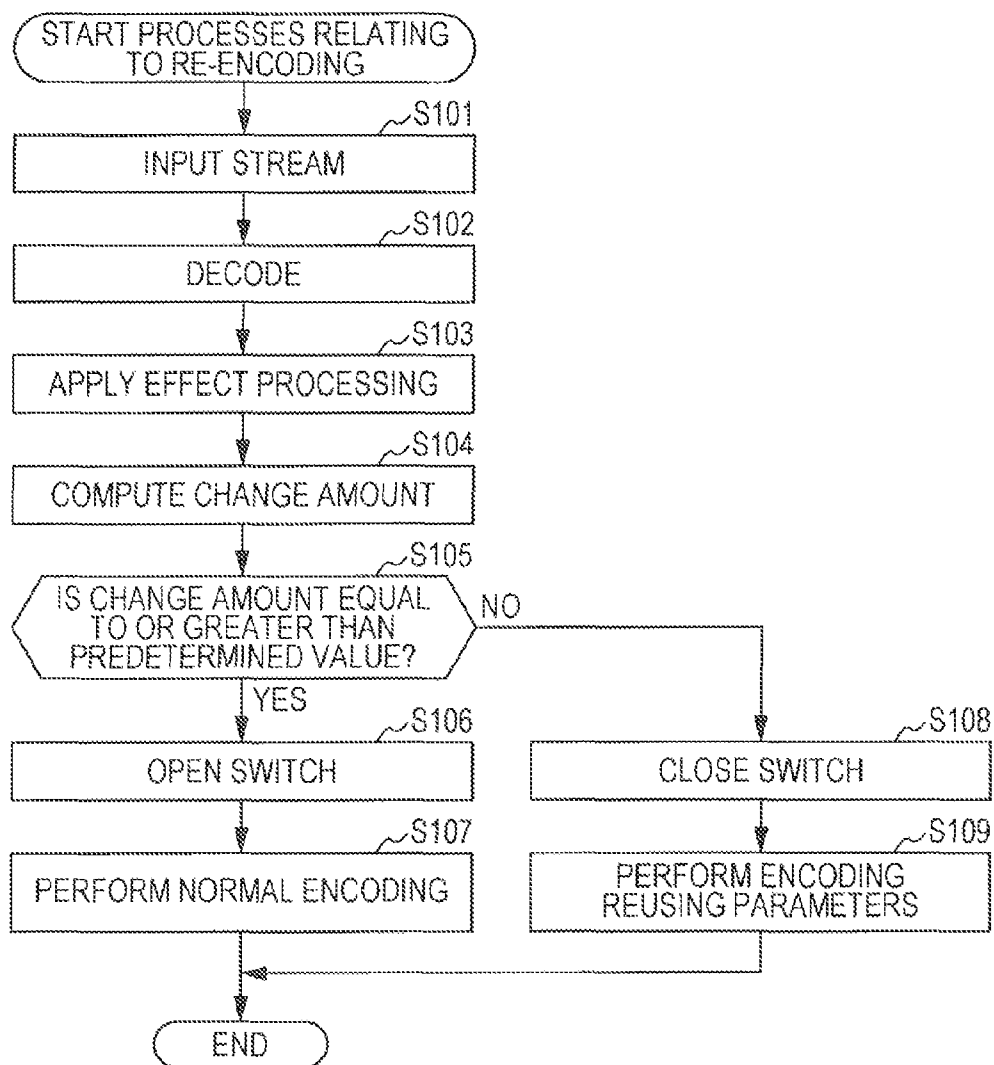 START PROCESSES RELATING
TO RE-ENCODING
S101
INPUT STREAM
S102
DECODE
S103
APPLY EFFECT PROCESSING
S104
COMPUTE CHANGE AMOUNT
S105
IS CHANGE AMOUNT EQUAL
TO OR GREATER THAN
PREDETERMINED VALUE?
NO
YES
S106
OPEN SWITCH
S107
PERFORM NORMAL ENCODING
S108
CLOSE SWITCH
S109
PERFORM ENCODING
REUSING PARAMETERS
END